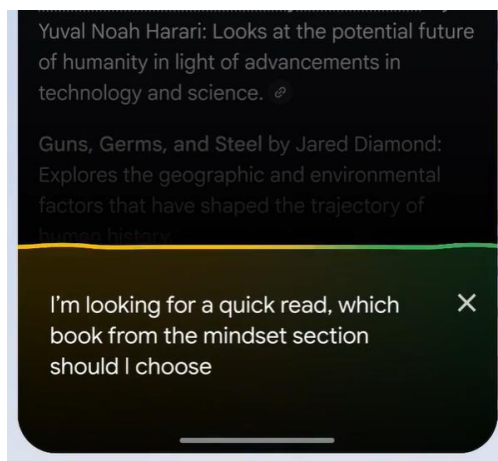 Yuval Noah Harari: Looks at the potential future
of humanity in light of advancements in
technology and science.
Guns, Germs, and Steel by Jared Diamond:
Explores the geographic and environmental
factors that have shaped the trajectory of
human history
I'm looking for a quick read, which
book from the mindset section
should I choose